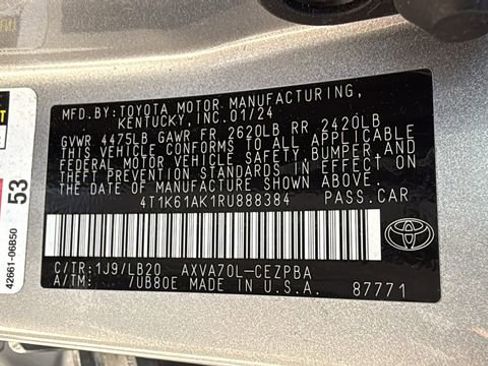 MFD.BY:TOYOTA MOTOR MANUFACTURING,
KENTUCKY, INC.01/24
GVWR 4475LB GAWR FR 2620LB RR 2420LB
THIS VEHICLE CONFORMS TO ALL APPLICABLE
FEDERAL MOTOR VEHICLE SAFETY,BUMPER,AND
THEFT PREVENTION STANDARDS IN EFFECT ON
THE DATE OF MANUFACTURE SHOWN ABOVE.
4T1K61AK1RU888384 PASS.CAR
C/TR:1J9/LB20 AXVA70L-CEZPBA
A/TM: 7UB80E MADE IN U.S.A. 87771
53
42661-06B50